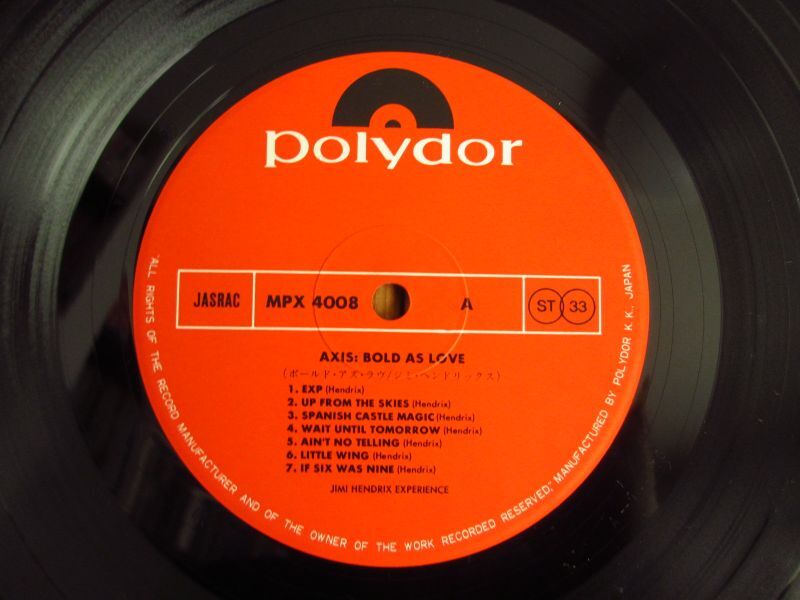 polydor
JASRAC MPX 4008 A ST 33
AXIS: BOLD AS LOVE
(ボールド・アズ・ラヴ/ジミ・ヘンドリックス)
1. EXP (Hendrix)
2. UP FROM THE SKIES (Hendrix)
3. SPANISH CASTLE MAGIC (Hendrix)
4. WAIT UNTIL TOMORROW (Hendrix)
5. AIN'T NO TELLING (Hendrix)
6. LITTLE WING (Hendrix)
7. IF SIX WAS NINE (Hendrix)
JIMI HENDRIX EXPERIENCE
"ALL RIGHTS OF THE RECORD MANUFACTURER AND OF THE OWNER OF THE WORK RECORDED RESERVED." MANUFACTURED BY POLYDOR K.K., JAPAN